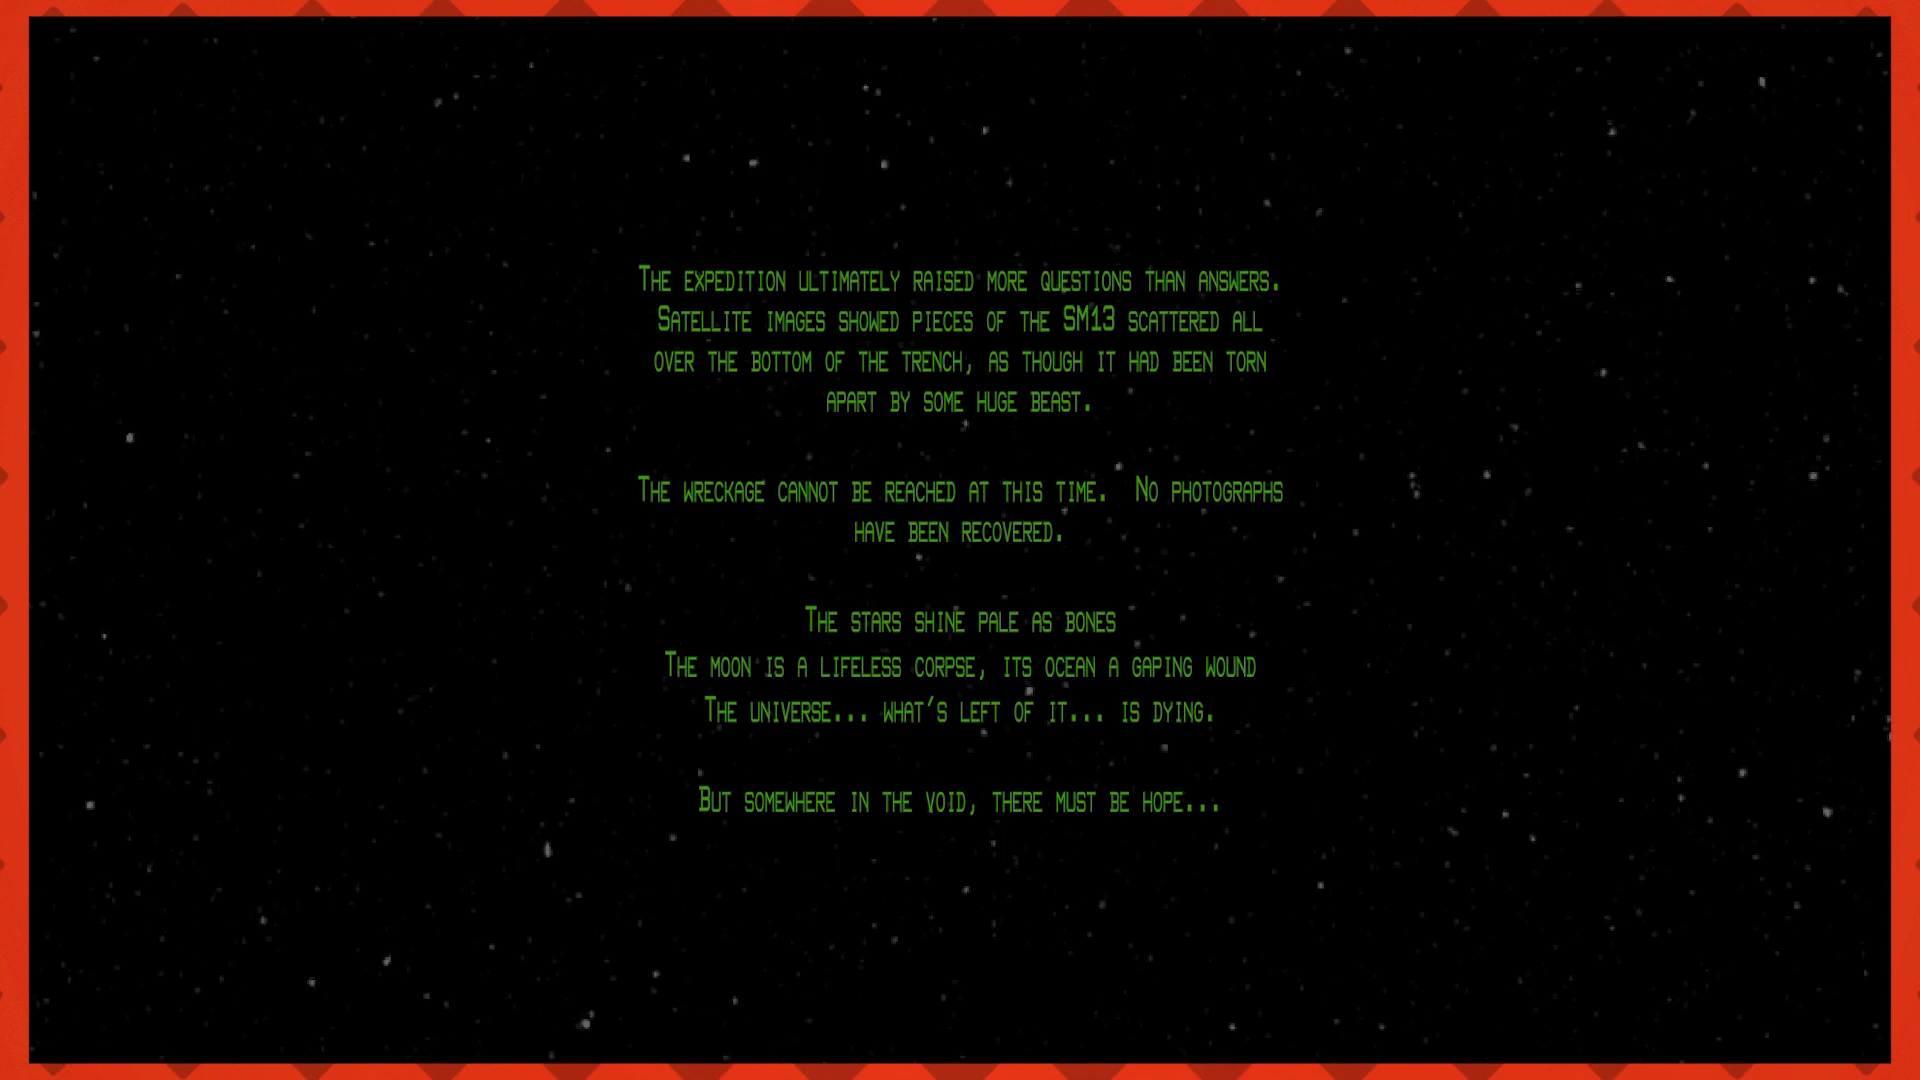 The expedition ultimately raised more questions than answers.
Satellite images showed pieces of the SM13 scattered all
over the bottom of the trench, as though it had been torn
apart by some huge beast.
The wreckage cannot be reached at this time.  No photographs
have been recovered.
The stars shine pale as bones
The moon is a lifeless corpse, its ocean a gaping wound
The universe... what's left of it... is dying.
But somewhere in the void, there must be hope...